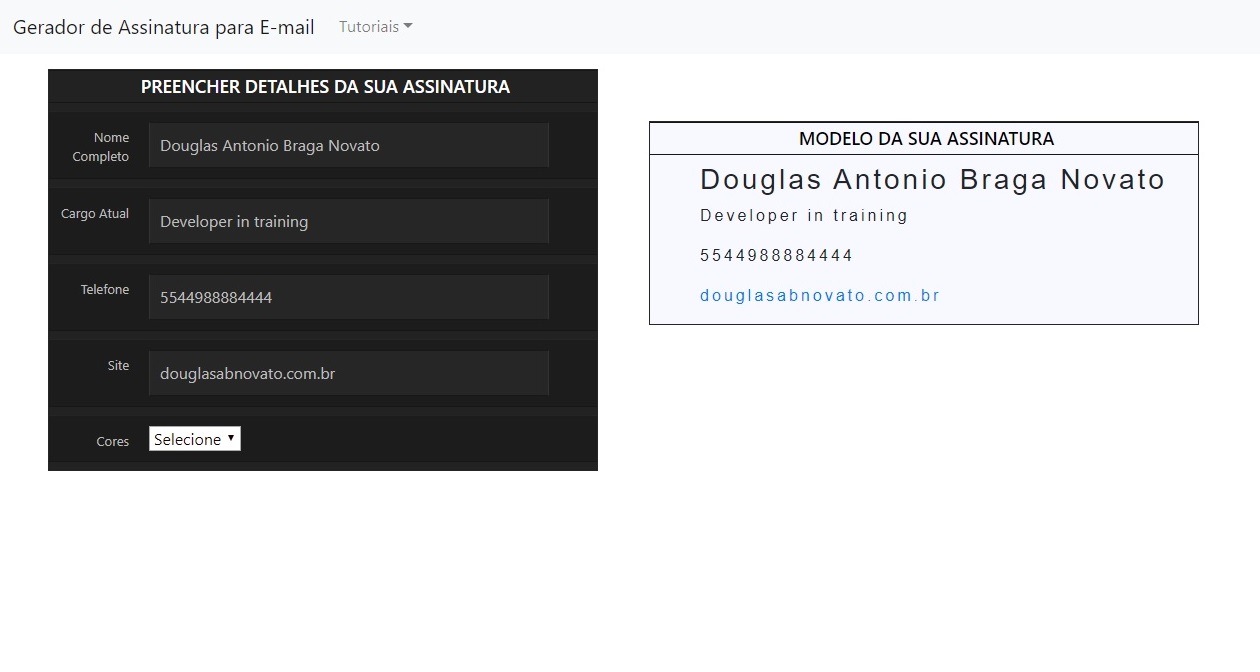 Gerador de Assinatura para E-mail Tutoriais
PREENCHER DETALHES DA SUA ASSINATURA
Nome
Completo
Douglas Antonio Braga Novato
Cargo Atual
Developer in training
Telefone
5544988884444
Site
douglasabnovato.com.br
Cores
Selecione
MODELO DA SUA ASSINATURA
Douglas Antonio Braga Novato
Developer in training
5544988884444
douglasabnovato.com.br